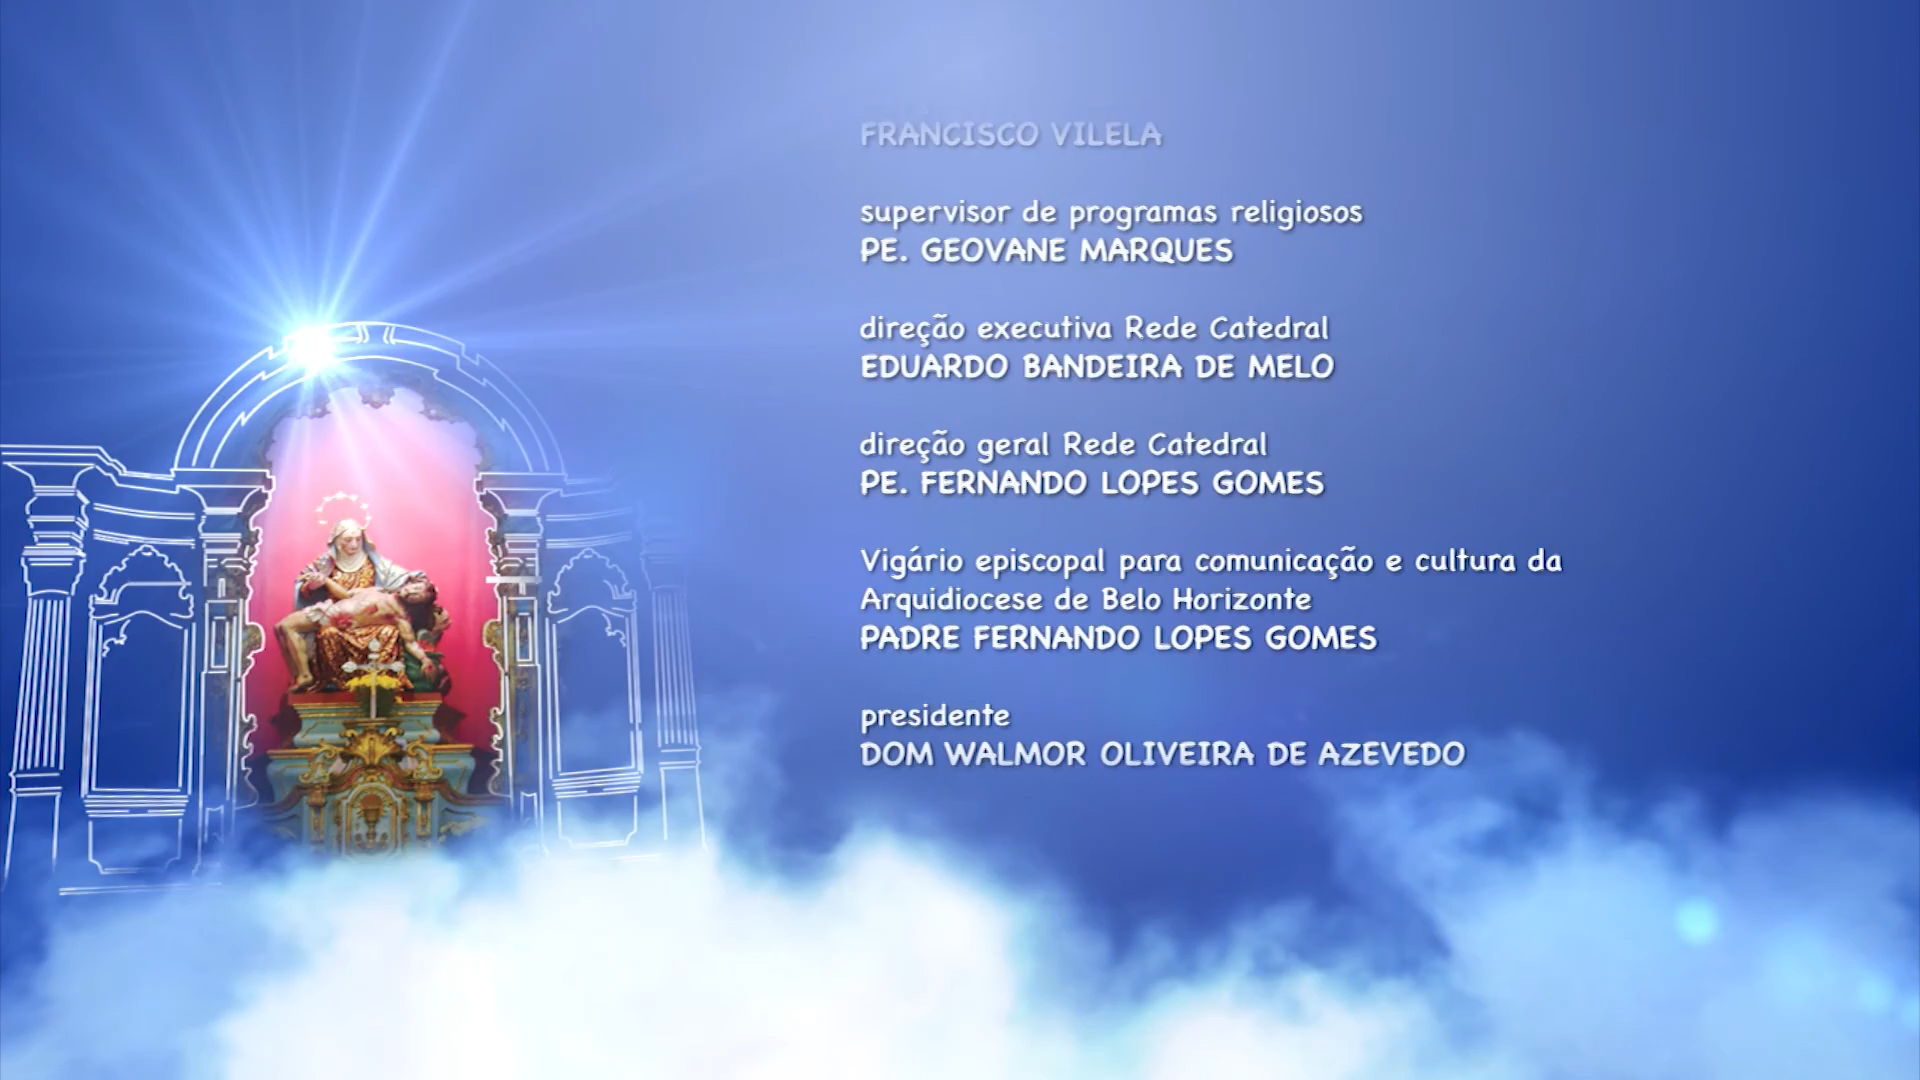 FRANCISCO VILELA
supervisor de programas religiosos
PE. GEOVANE MARQUES
direção executiva Rede Catedral
EDUARDO BANDEIRA DE MELO
direção geral Rede Catedral
PE. FERNANDO LOPES GOMES
Vigário episcopal para comunicação e cultura da
Arquidiocese de Belo Horizonte
PADRE FERNANDO LOPES GOMES
presidente
DOM WALMOR OLIVEIRA DE AZEVEDO